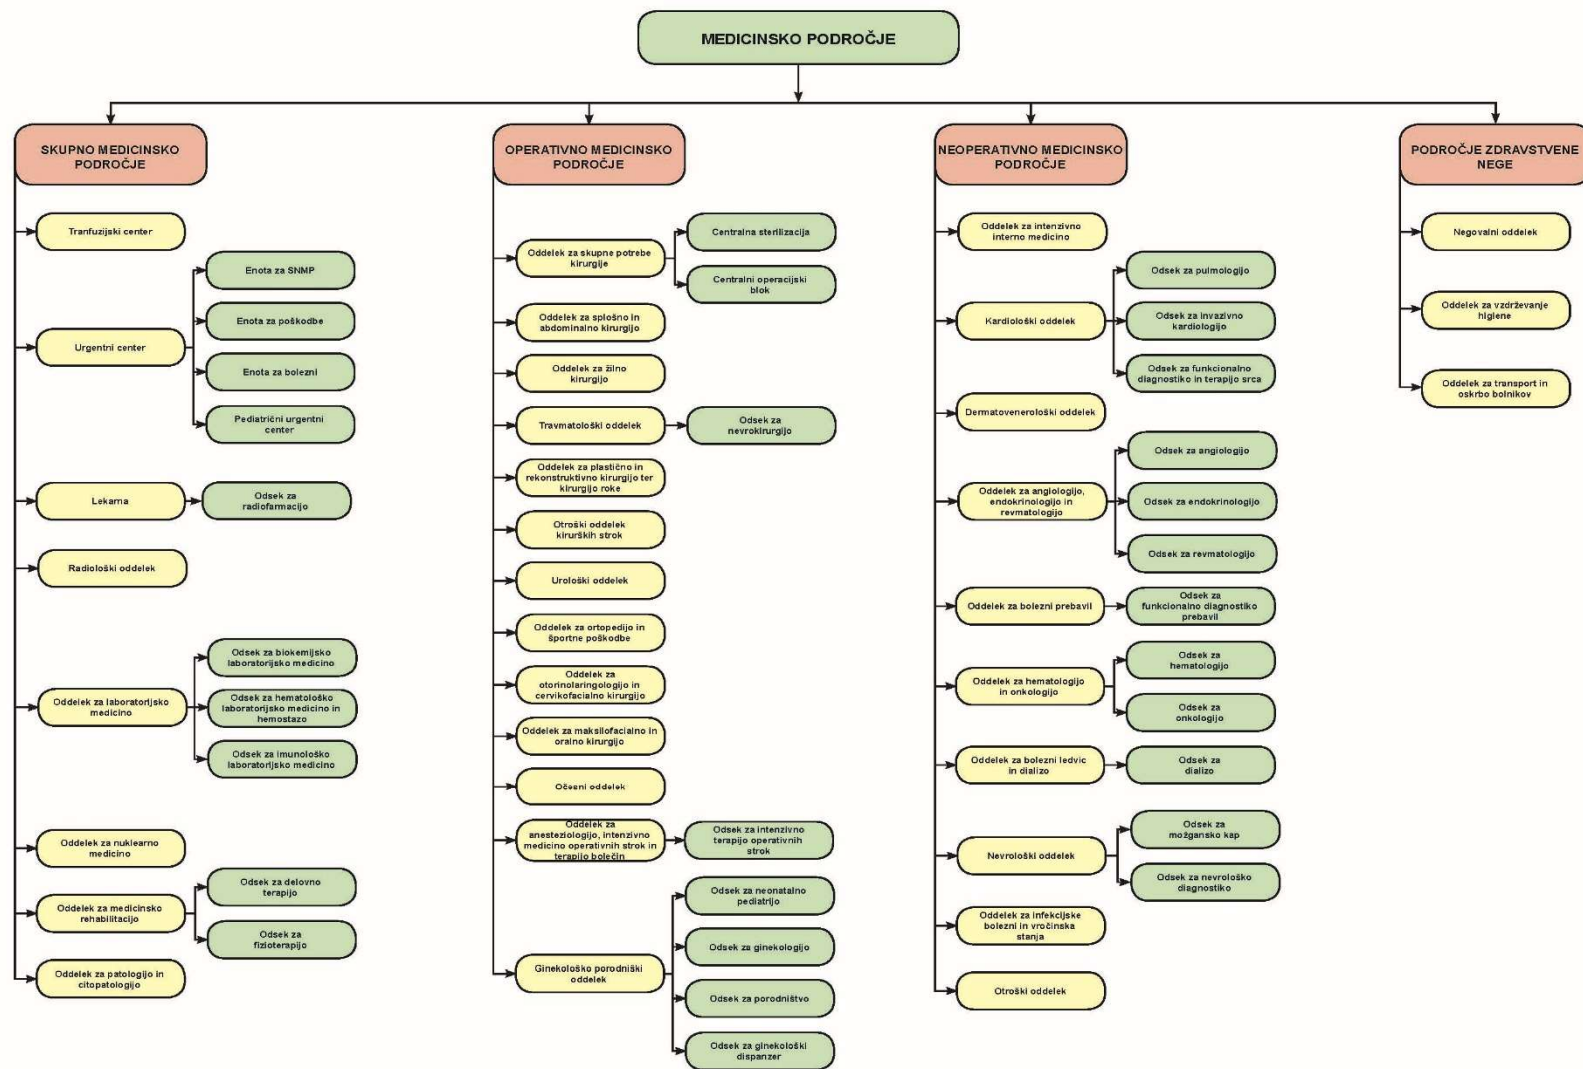 MEDICINSKO PODROČJE
SKUPNO MEDICINSKO
PODROČJE
Tranfuzijski center
Urgentni center
Enota za SNMP
Enota za poškodbe
Enota za bolezni
Pediatrični urgentni
center
Lekarna
Odsek za
radiofarmacijo
Radiološki oddelek
Oddelek za laboratorijsko
medicino
Odsek za biokemijsko
laboratorijsko medicino
Odsek za hematološko
laboratorijsko medicino in
hemostazo
Odsek za imunološko
laboratorijsko medicino
Oddelek za nuklearno
medicino
Oddelek za medicinsko
rehabilitacijo
Odsek za delovno
terapijo
Odsek za
fizioterapijo
Oddelek za patologijo in
citopatologijo
OPERATIVNO MEDICINSKO
PODROČJE
Oddelek za skupne potrebe
kirurgije
Centralna sterilizacija
Centralni operacijski
blok
Oddelek za splošno in
abdominalno kirurgijo
Oddelek za žilno
kirurgijo
Travmatološki oddelek
Odsek za
nevrokirurgijo
Oddelek za plastično in
rekonstruktivno kirurgijo ter
kirurgijo roke
Otroški oddelek
kirurških strok
Urološki oddelek
Oddelek za ortopedijo in
športne poškodbe
Oddelek za
otorinolaringologijo in
cervikofacialno kirurgijo
Oddelek za maksilofacialno in
oralno kirurgijo
Očesni oddelek
Oddelek za
anesteziologijo, intenzivno
medicino operativnih strok in
terapijo bolečin
Odsek za intenzivno
terapijo operativnih
strok
Ginekološko porodniški
oddelek
Odsek za neonatalno
pediatrijo
Odsek za ginekologijo
Odsek za porodništvo
Odsek za ginekološki
dispanzer
NEOPERATIVNO MEDICINSKO
PODROČJE
Oddelek za intenzivno
interno medicino
Kardiološki oddelek
Odsek za pulmologijo
Odsek za invazivno
kardiologijo
Odsek za funkcionalno
diagnostiko in terapijo srca
Dermatovenerološki oddelek
Oddelek za angiologijo,
endokrinologijo in
revmatologijo
Odsek za angiologijo
Odsek za endokrinologijo
Odsek za revmatologijo
Oddelek za bolezni prebavil
Odsek za
funkcionalno diagnostiko
prebavil
Oddelek za hematologijo
in onkologijo
Odsek za
hematologijo
Odsek za
onkologijo
Oddelek za bolezni ledvic
in dializo
Odsek za
dializo
Nevrološki oddelek
Odsek za
možgansko kap
Odsek za nevrološko
diagnostiko
Oddelek za infekcijske
bolezni in vročinska
stanja
Otroški oddelek
PODROČJE ZDRAVSTVENE
NEGE
Negovalni oddelek
Oddelek za vzdrževanje
higiene
Oddelek za transport in
oskrbo bolnikov